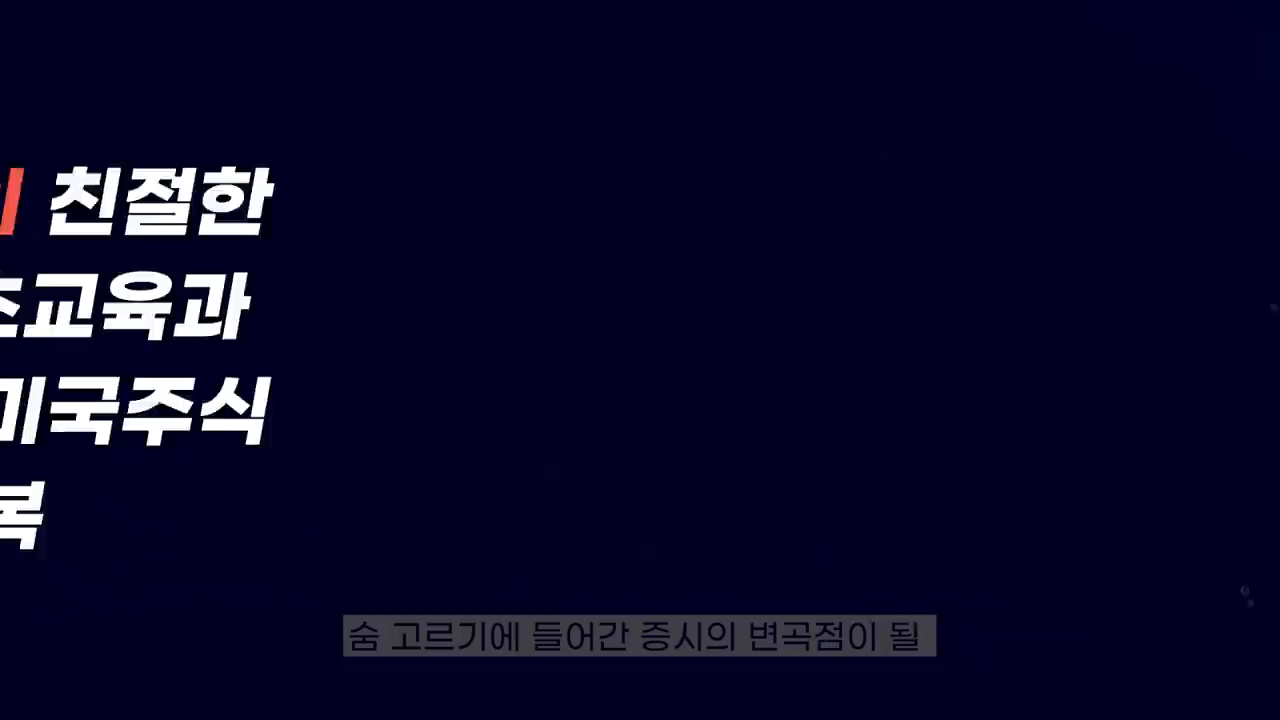 친절한
교육과
미국주식
복
숨 고르기에 들어간 증시의 변곡점이 될